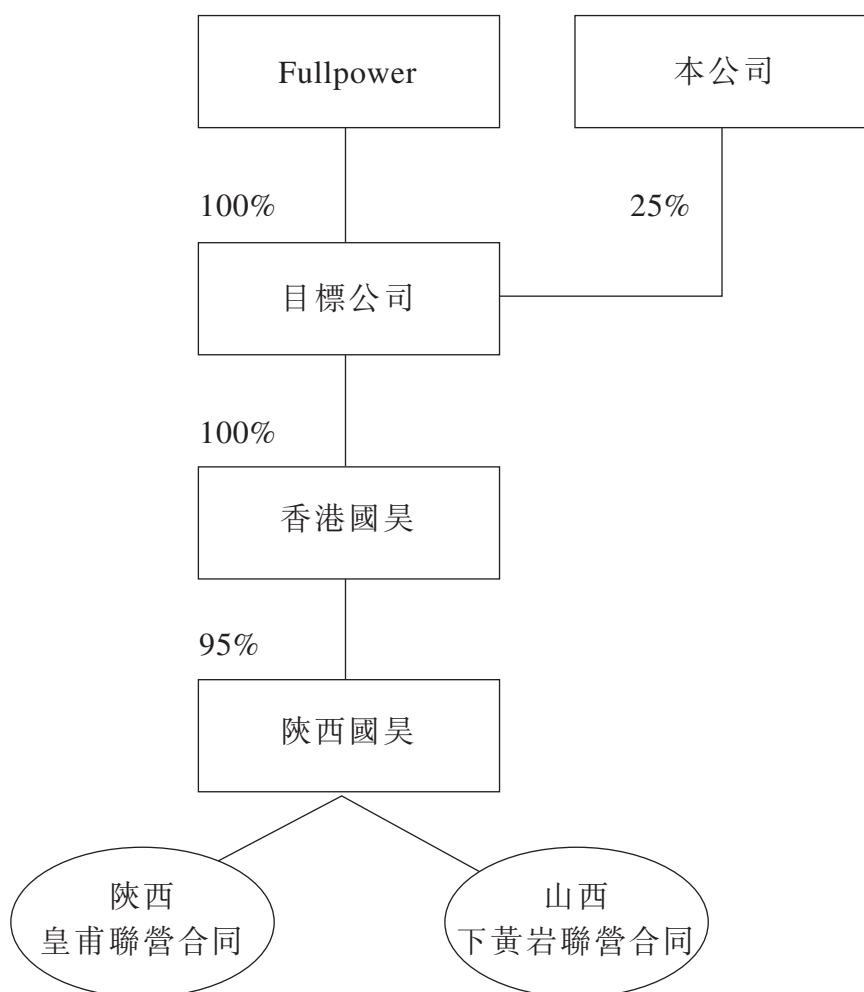 Fullpower
本公司
100%
25%
目標公司
100%
香港國昊
95%
陝西國昊
陝西
皇甫聯營合同
山西
下黃岩聯營合同